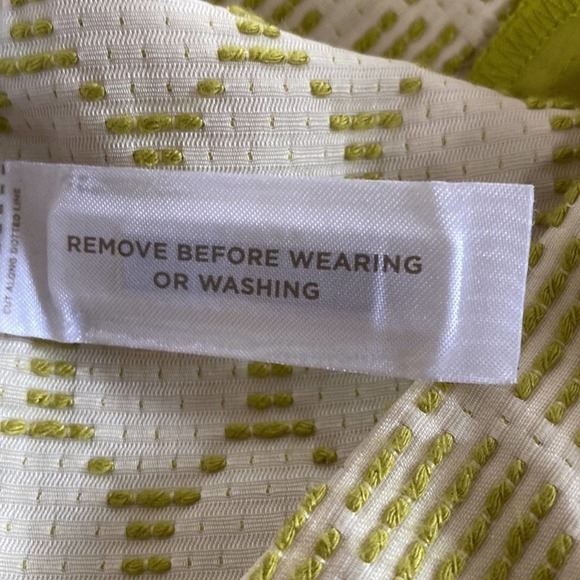 REMOVE BEFORE WEARING
OR WASHING
CUT ALONG DOTTED LINE